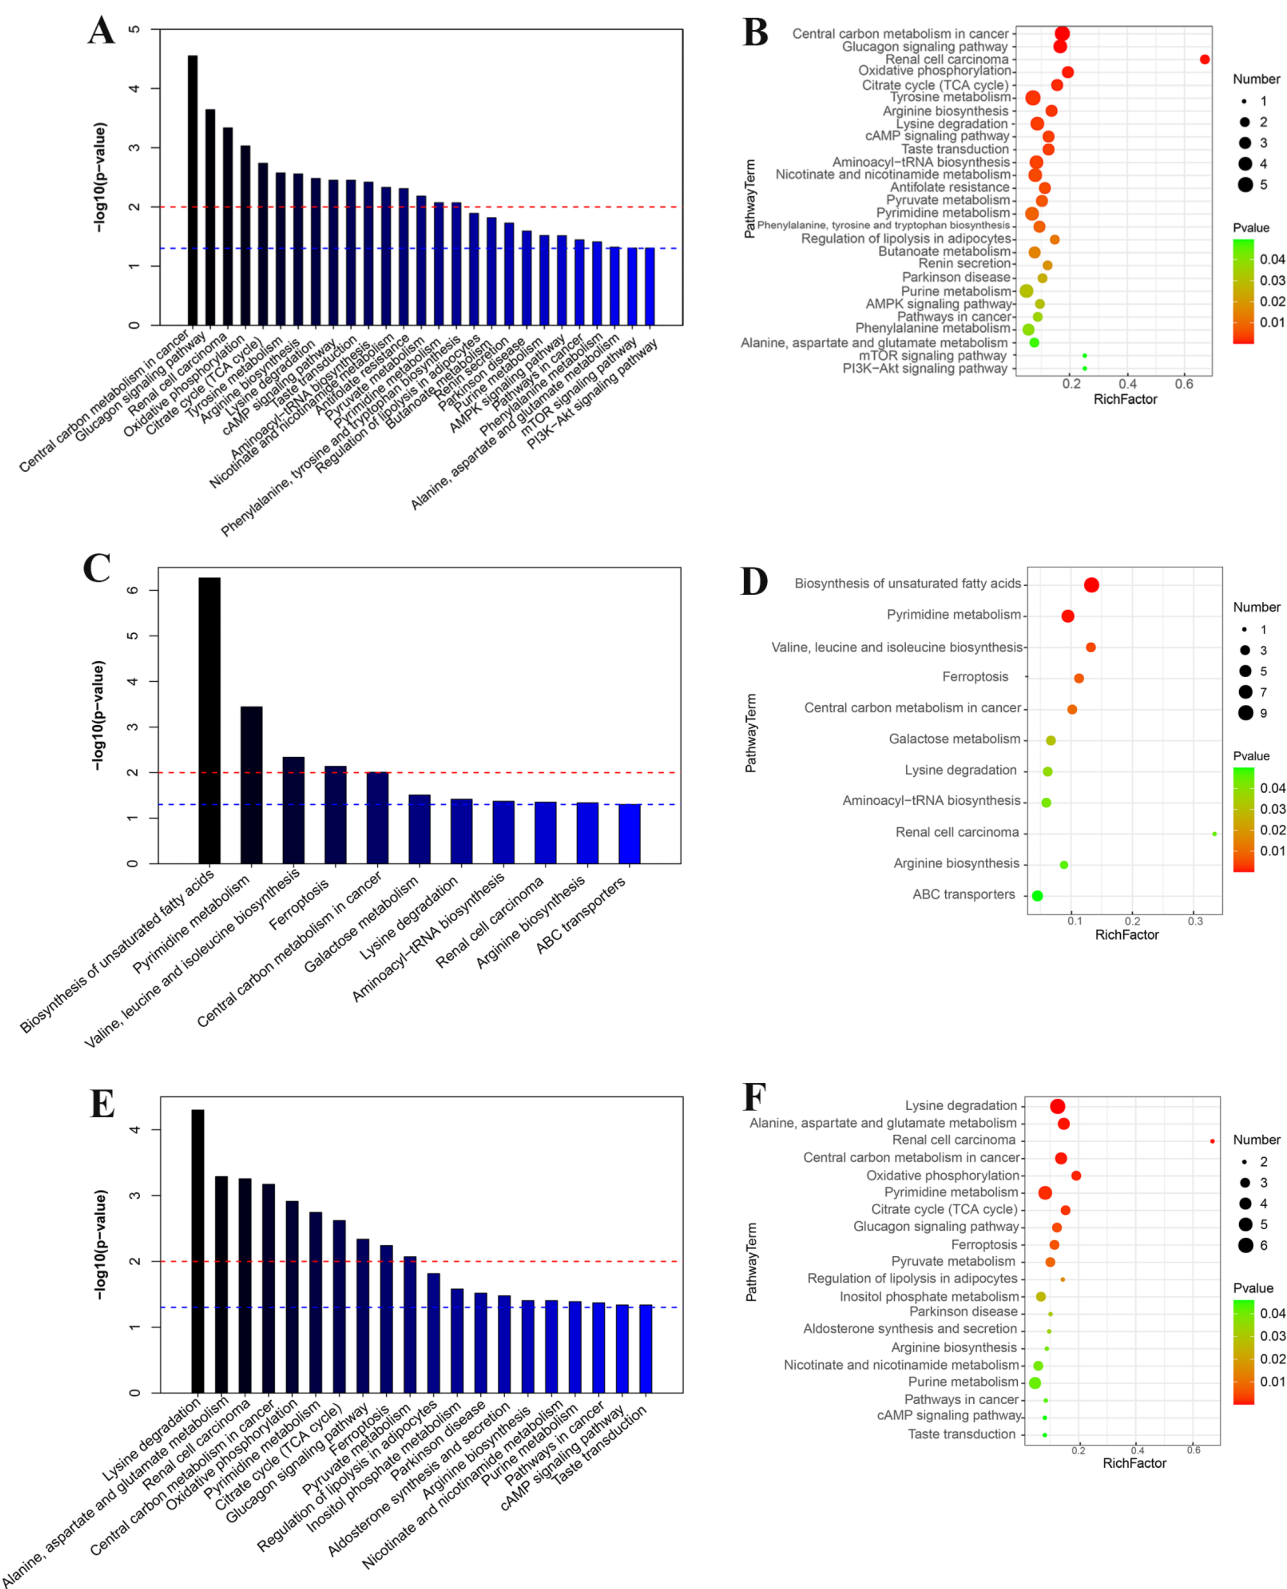 A
−log10(p−value)
5
4
3
2
1
0
Central carbon metabolism in cancer
Glucagon signaling pathway
Renal cell carcinoma
Oxidative phosphorylation
Citrate cycle (TCA cycle)
Tyrosine metabolism
Arginine biosynthesis
Lysine degradation
cAMP signaling pathway
Taste transduction
Aminoacyl−tRNA biosynthesis
Nicotinate and nicotinamide metabolism
Antifolate resistance
Pyruvate metabolism
Pyrimidine metabolism
Phenylalanine, tyrosine and tryptophan biosynthesis
Regulation of lipolysis in adipocytes
Butanoate metabolism
Renin secretion
Parkinson disease
Purine metabolism
AMPK signaling pathway
Pathways in cancer
Phenylalanine metabolism
Alanine, aspartate and glutamate metabolism
mTOR signaling pathway
PI3K−Akt signaling pathway
B
PathwayTerm
Central carbon metabolism in cancer
Glucagon signaling pathway
Renal cell carcinoma
Oxidative phosphorylation
Citrate cycle (TCA cycle)
Tyrosine metabolism
Arginine biosynthesis
Lysine degradation
cAMP signaling pathway
Taste transduction
Aminoacyl−tRNA biosynthesis
Nicotinate and nicotinamide metabolism
Antifolate resistance
Pyruvate metabolism
Pyrimidine metabolism
Phenylalanine, tyrosine and tryptophan biosynthesis
Regulation of lipolysis in adipocytes
Butanoate metabolism
Renin secretion
Parkinson disease
Purine metabolism
AMPK signaling pathway
Pathways in cancer
Phenylalanine metabolism
Alanine, aspartate and glutamate metabolism
mTOR signaling pathway
PI3K−Akt signaling pathway
0.2 0.4 0.6
RichFactor
Number
1
2
3
4
5
Pvalue
0.04
0.03
0.02
0.01
C
−log10(p−value)
6
5
4
3
2
1
0
Biosynthesis of unsaturated fatty acids
Pyrimidine metabolism
Valine, leucine and isoleucine biosynthesis
Ferroptosis
Central carbon metabolism in cancer
Galactose metabolism
Lysine degradation
Aminoacyl−tRNA biosynthesis
Renal cell carcinoma
Arginine biosynthesis
ABC transporters
D
PathwayTerm
Biosynthesis of unsaturated fatty acids
Pyrimidine metabolism
Valine, leucine and isoleucine biosynthesis
Ferroptosis
Central carbon metabolism in cancer
Galactose metabolism
Lysine degradation
Aminoacyl−tRNA biosynthesis
Renal cell carcinoma
Arginine biosynthesis
ABC transporters
0.1 0.2 0.3
RichFactor
Number
1
3
5
7
9
Pvalue
0.04
0.03
0.02
0.01
E
−log10(p−value)
4
3
2
1
0
Lysine degradation
Alanine, aspartate and glutamate metabolism
Renal cell carcinoma
Central carbon metabolism in cancer
Oxidative phosphorylation
Pyrimidine metabolism
Citrate cycle (TCA cycle)
Glucagon signaling pathway
Ferroptosis
Pyruvate metabolism
Regulation of lipolysis in adipocytes
Inositol phosphate metabolism
Parkinson disease
Aldosterone synthesis and secretion
Arginine biosynthesis
Nicotinate and nicotinamide metabolism
Purine metabolism
Pathways in cancer
cAMP signaling pathway
Taste transduction
F
PathwayTerm
Lysine degradation
Alanine, aspartate and glutamate metabolism
Renal cell carcinoma
Central carbon metabolism in cancer
Oxidative phosphorylation
Pyrimidine metabolism
Citrate cycle (TCA cycle)
Glucagon signaling pathway
Ferroptosis
Pyruvate metabolism
Regulation of lipolysis in adipocytes
Inositol phosphate metabolism
Parkinson disease
Aldosterone synthesis and secretion
Arginine biosynthesis
Nicotinate and nicotinamide metabolism
Purine metabolism
Pathways in cancer
cAMP signaling pathway
Taste transduction
0.2 0.4 0.6
RichFactor
Number
2
3
4
5
6
Pvalue
0.04
0.03
0.02
0.01